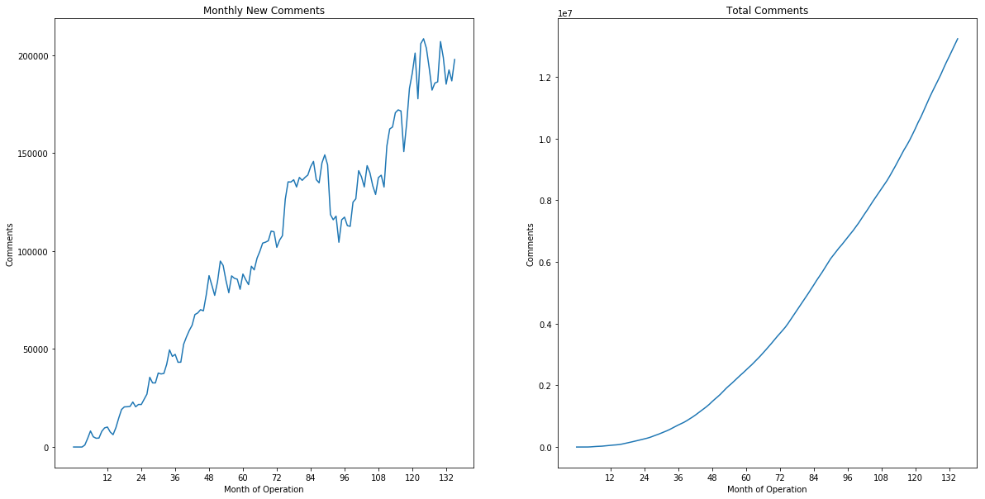 Monthly New Comments
200000
150000
100000
50000
0
Comments
12 24 36 48 60 72 84 96 108 120 132
Month of Operation
Total Comments
1e7
1.2
1.0
0.8
0.6
0.4
0.2
0.0
Comments
12 24 36 48 60 72 84 96 108 120 132
Month of Operation